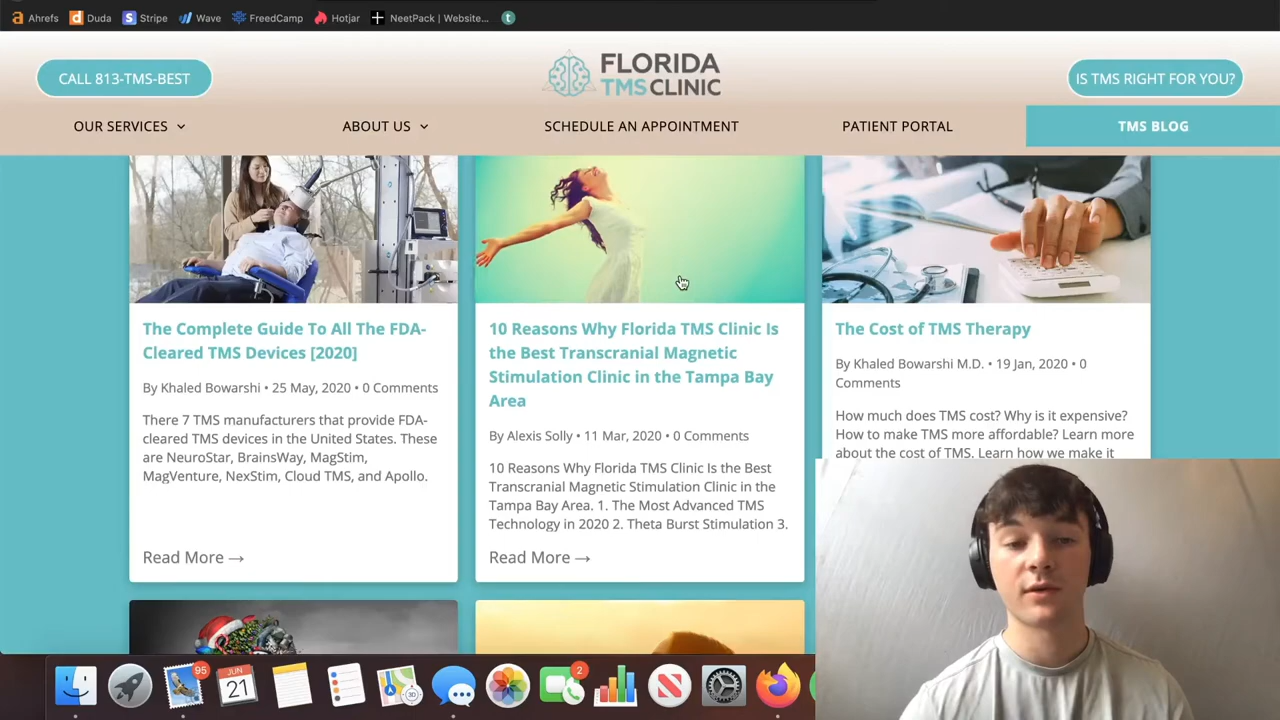 Ahrefs
Duda
Stripe
Wave
FreedCamp
Hotjar
NeetPack | Website...
CALL 813-TMS-BEST
FLORIDA
TMSCLINIC
IS TMS RIGHT FOR YOU?
OUR SERVICES
ABOUT US
SCHEDULE AN APPOINTMENT
PATIENT PORTAL
TMS BLOG
The Complete Guide To All The FDA-
Cleared TMS Devices [2020]
By Khaled Bowarshi • 25 May, 2020 • 0 Comments
There 7 TMS manufacturers that provide FDA-
cleared TMS devices in the United States. These
are NeuroStar, BrainsWay, MagStim,
MagVenture, NexStim, Cloud TMS, and Apollo.
Read More →
10 Reasons Why Florida TMS Clinic Is
the Best Transcranial Magnetic
Stimulation Clinic in the Tampa Bay
Area
By Alexis Solly • 11 Mar, 2020 • 0 Comments
10 Reasons Why Florida TMS Clinic Is the Best
Transcranial Magnetic Stimulation Clinic in the
Tampa Bay Area. 1. The Most Advanced TMS
Technology in 2020 2. Theta Burst Stimulation 3.
Read More →
The Cost of TMS Therapy
By Khaled Bowarshi M.D. • 19 Jan, 2020 • 0
Comments
How much does TMS cost? Why is it expensive?
How to make TMS more affordable? Learn more
about the cost of TMS. Learn how we make it
95
JUN
21
2